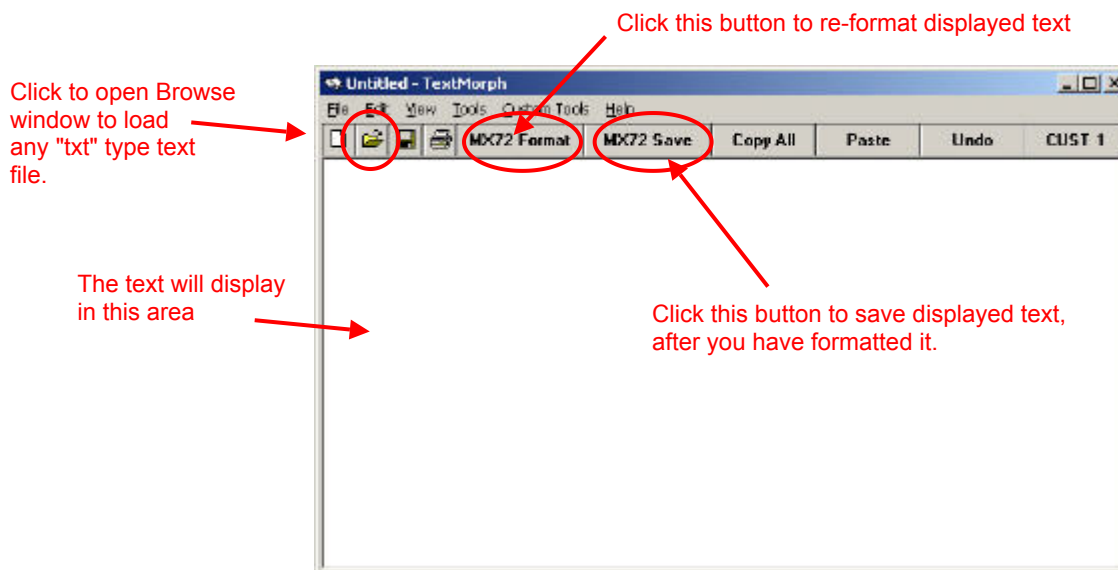 Click this button to re-format displayed text
Click to open Browse
window to load
any "txt" type text
file.
Untitled - TextMorph
File Edit View Tools Custom Tools Help
MX72 Format MX72 Save Copy All Paste Undo CUST 1
The text will display
in this area
Click this button to save displayed text,
after you have formatted it.